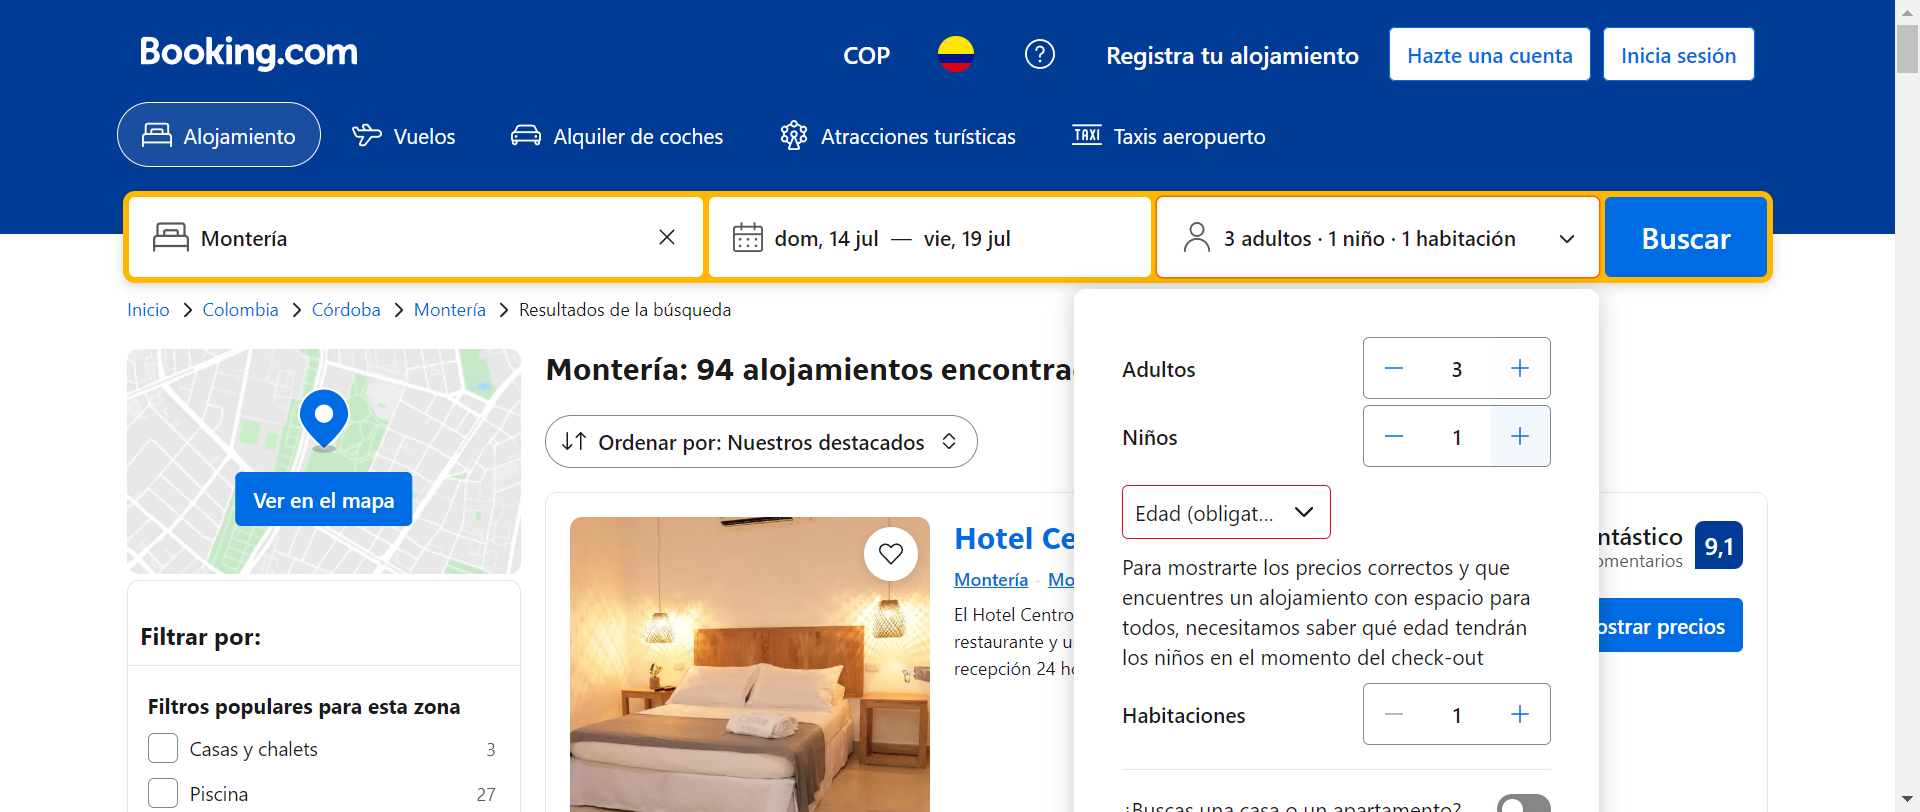 Booking.com
COP
Registra tu alojamiento
Hazte una cuenta
Inicia sesión
Alojamiento
Vuelos
Alquiler de coches
TAXI
Atracciones turísticas
Taxis aeropuerto
Montería
dom, 14 jul — vie, 19 jul
3 adultos · 1 niño · 1 habitación
Buscar
Inicio
Colombia
Córdoba
Montería
Resultados de la búsqueda
Ver en el mapa
Filtrar por:
Filtros populares para esta zona
Casas y chalets 3
Piscina 27
Montería: 94 alojamientos encontra
Ordenar por: Nuestros destacados
Hotel Ce
Montería · Mo
El Hotel Centro
restaurante y u
recepción 24 h
ntástico
omentarios
9,1
ostrar precios
Adultos
3
Niños
1
Edad (obligat...
Para mostrarte los precios correctos y que
encuentres un alojamiento con espacio para
todos, necesitamos saber qué edad tendrán
los niños en el momento del check-out
Habitaciones
1
¿Buscas una casa o un apartamento?